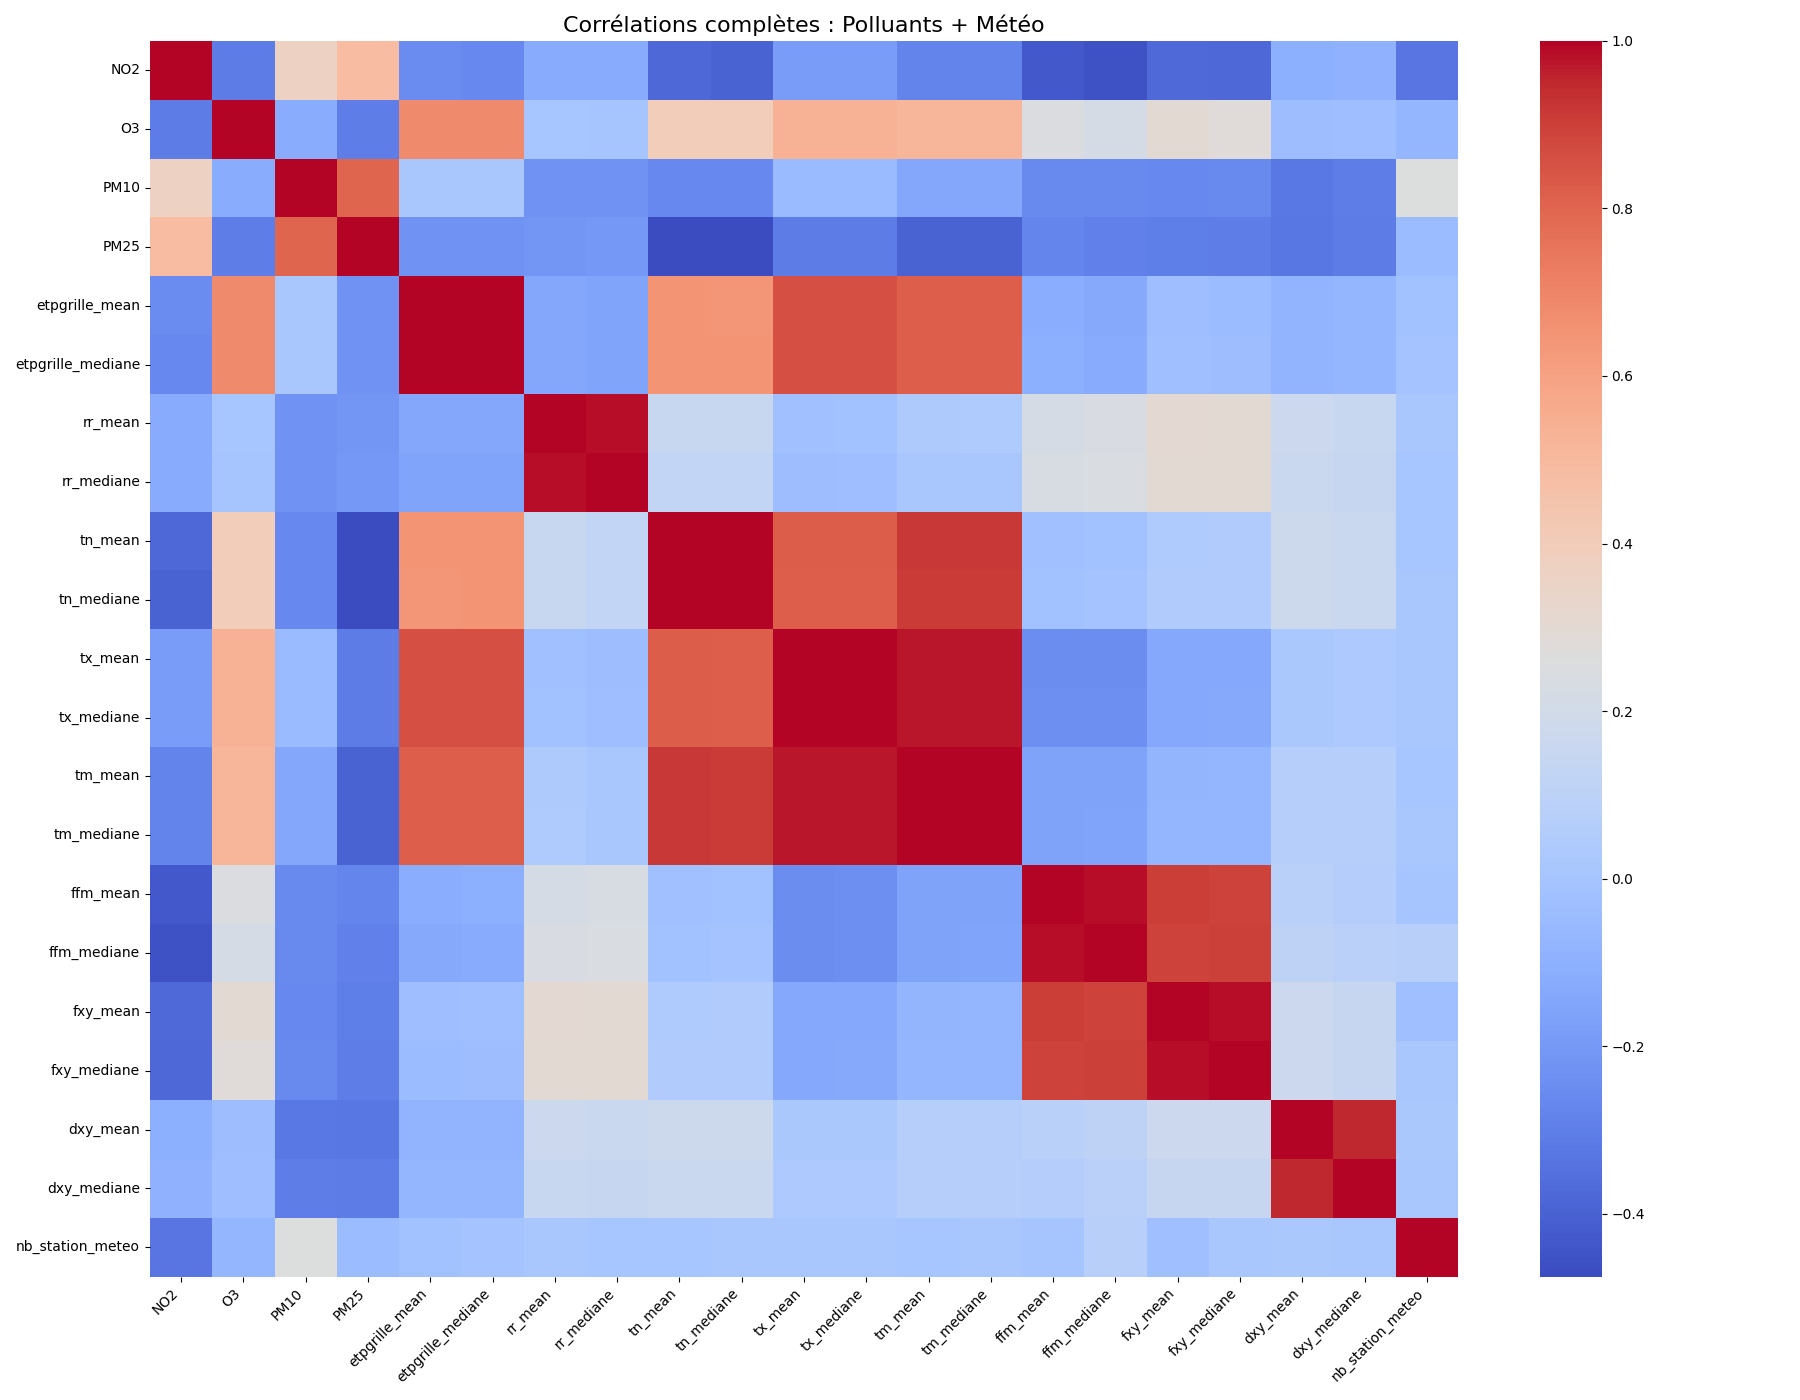 Corrélations complètes : Polluants + Météo
NO2
O3
PM10
PM25
etpgrille_mean
etpgrille_mediane
rr_mean
rr_mediane
tn_mean
tn_mediane
tx_mean
tx_mediane
tm_mean
tm_mediane
ffm_mean
ffm_mediane
fxy_mean
fxy_mediane
dxy_mean
dxy_mediane
nb_station_meteo
NO2
O3
PM10
PM25
etpgrille_mean
etpgrille_mediane
rr_mean
rr_mediane
tn_mean
tn_mediane
tx_mean
tx_mediane
tm_mean
tm_mediane
ffm_mean
ffm_mediane
fxy_mean
fxy_mediane
dxy_mean
dxy_mediane
nb_station_meteo
1.0
0.8
0.6
0.4
0.2
0.0
−0.2
−0.4